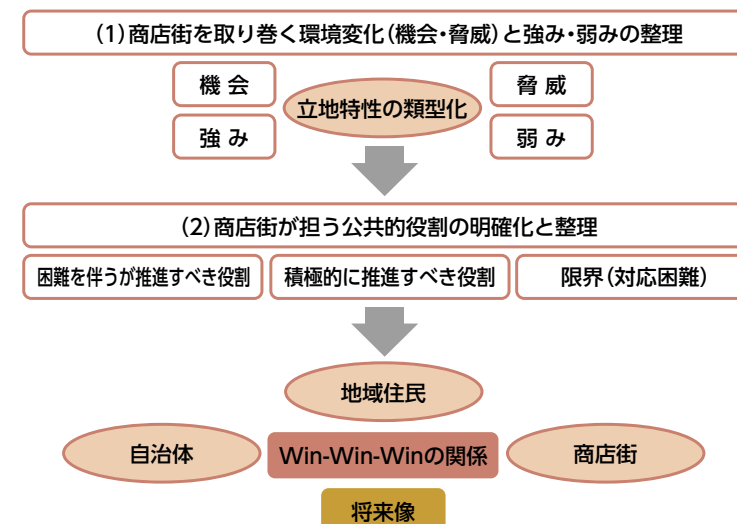 (1)商店街を取り巻く環境変化(機会・脅威)と強み・弱みの整理
機 会
脅 威
立地特性の類型化
強 み
弱 み
(2)商店街が担う公共的役割の明確化と整理
困難を伴うが推進すべき役割
積極的に推進すべき役割
限界(対応困難)
地域住民
自治体
Win-Win-Winの関係
商店街
将来像